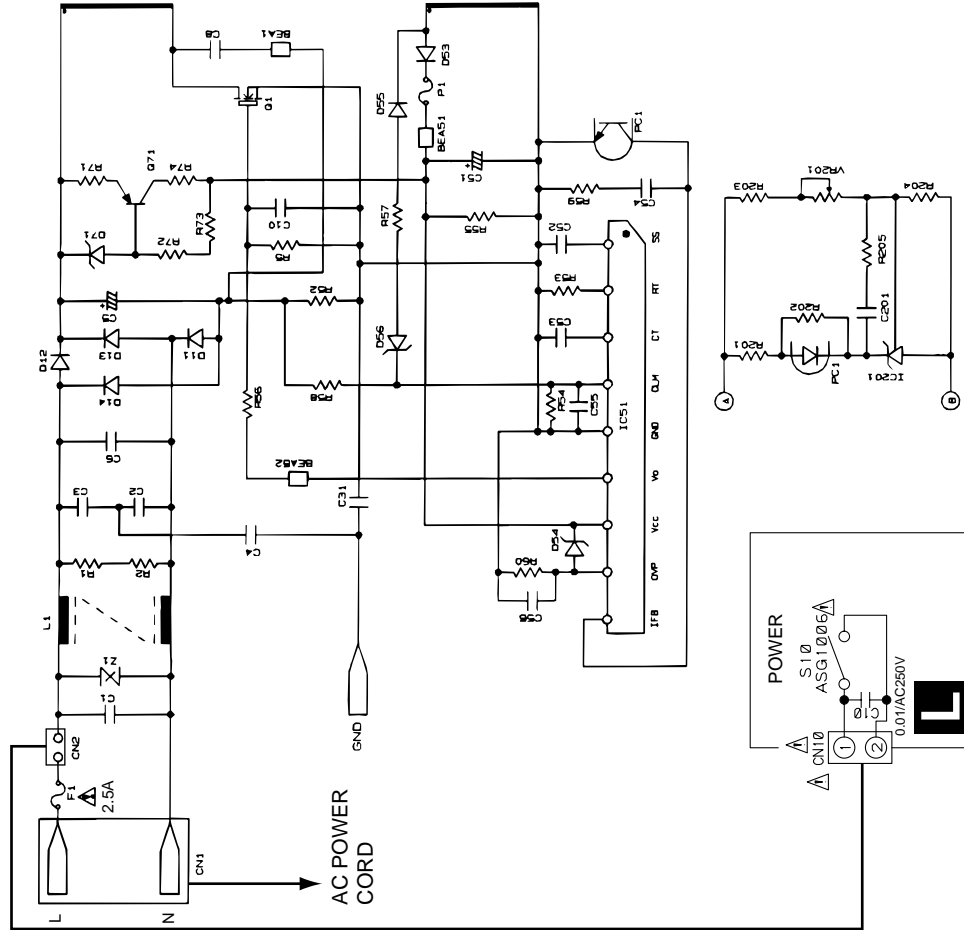 C8
BEA1
D53
P1
D55
BEA51
Q1
PC1
R71
Q71
R74
C51
R203
VR201
R204
D71
R72
R73
C10
R5
R57
R55
R59
C54
C52
SS
R205
R52
R53
RT
R202
C201
D12
D13
D11
D56
C53
CT
R201
PC1
IC201
D14
R56
R58
OLM
R54
C55
IC51
GND
A
B
C6
BEA52
Vo
C3
C2
C31
C4
Vcc
D54
R1
R2
R60
OVP
L1
IFB
Z1
C1
GND
CN2
F1
2.5A
POWER
S10
ASG1006
C10
0.01/AC250V
CN10
1
2
L
L
N
CN1
AC POWER
CORD